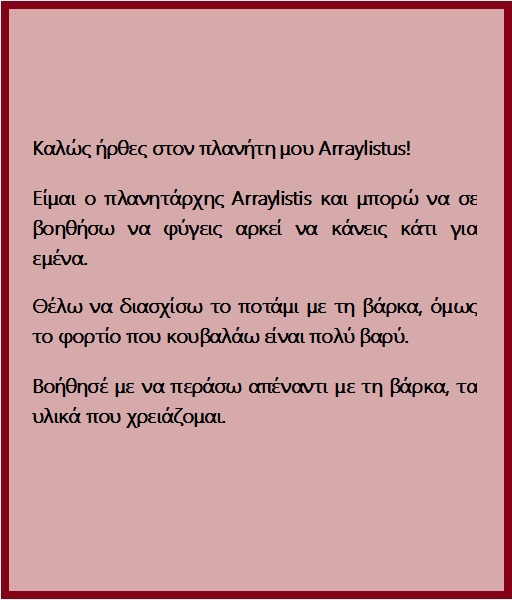 Καλώς ήρθες στον πλανήτη μου Arraylistus!
Είμαι ο πλανητάρχης Arraylistis και μπορώ να σε
βοηθήσω να φύγεις αρκεί να κάνεις κάτι για
εμένα.
Θέλω να διασχίσω το ποτάμι με τη βάρκα, όμως
το φορτίο που κουβαλάω είναι πολύ βαρύ.
Βοήθησέ με να περάσω απέναντι με τη βάρκα, τα
υλικά που χρειάζομαι.